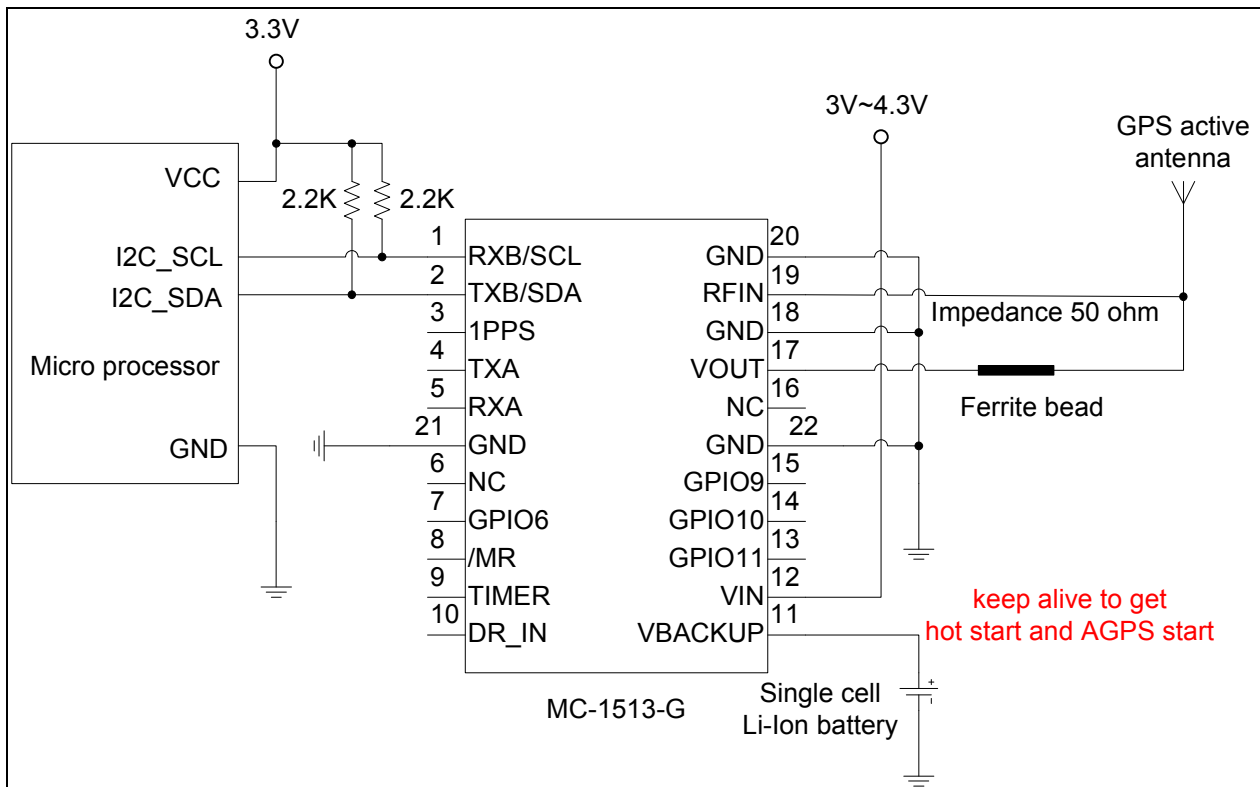 3.3V
3V~4.3V
GPS active
antenna
VCC
2.2K
2.2K
I2C_SCL
I2C_SDA
Micro processor
GND
1
RXB/SCL
2
TXB/SDA
3
1PPS
4
TXA
5
RXA
21
GND
6
NC
7
GPIO6
8
/MR
9
TIMER
10
DR_IN
20
GND
19
RFIN
18
GND
17
VOUT
16
NC
22
GND
15
GPIO9
14
GPIO10
13
GPIO11
12
VIN
11
VBACKUP
MC-1513-G
Impedance 50 ohm
Ferrite bead
keep alive to get
hot start and AGPS start
Single cell
Li-Ion battery
+
-